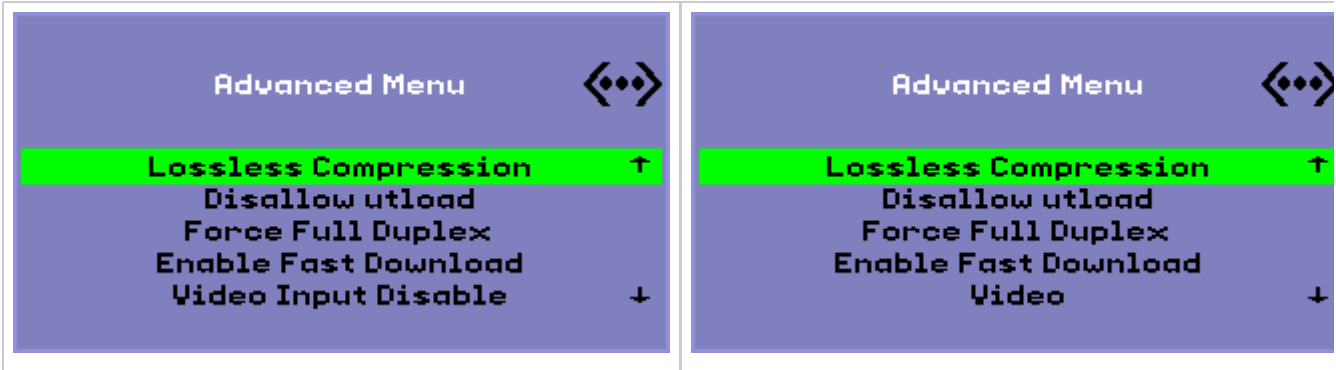 Advanced Menu
Lossless Compression ↑
Disallow utload
Force Full Duplex
Enable Fast Download
Video Input Disable ↓
Advanced Menu
Lossless Compression ↑
Disallow utload
Force Full Duplex
Enable Fast Download
Video ↓